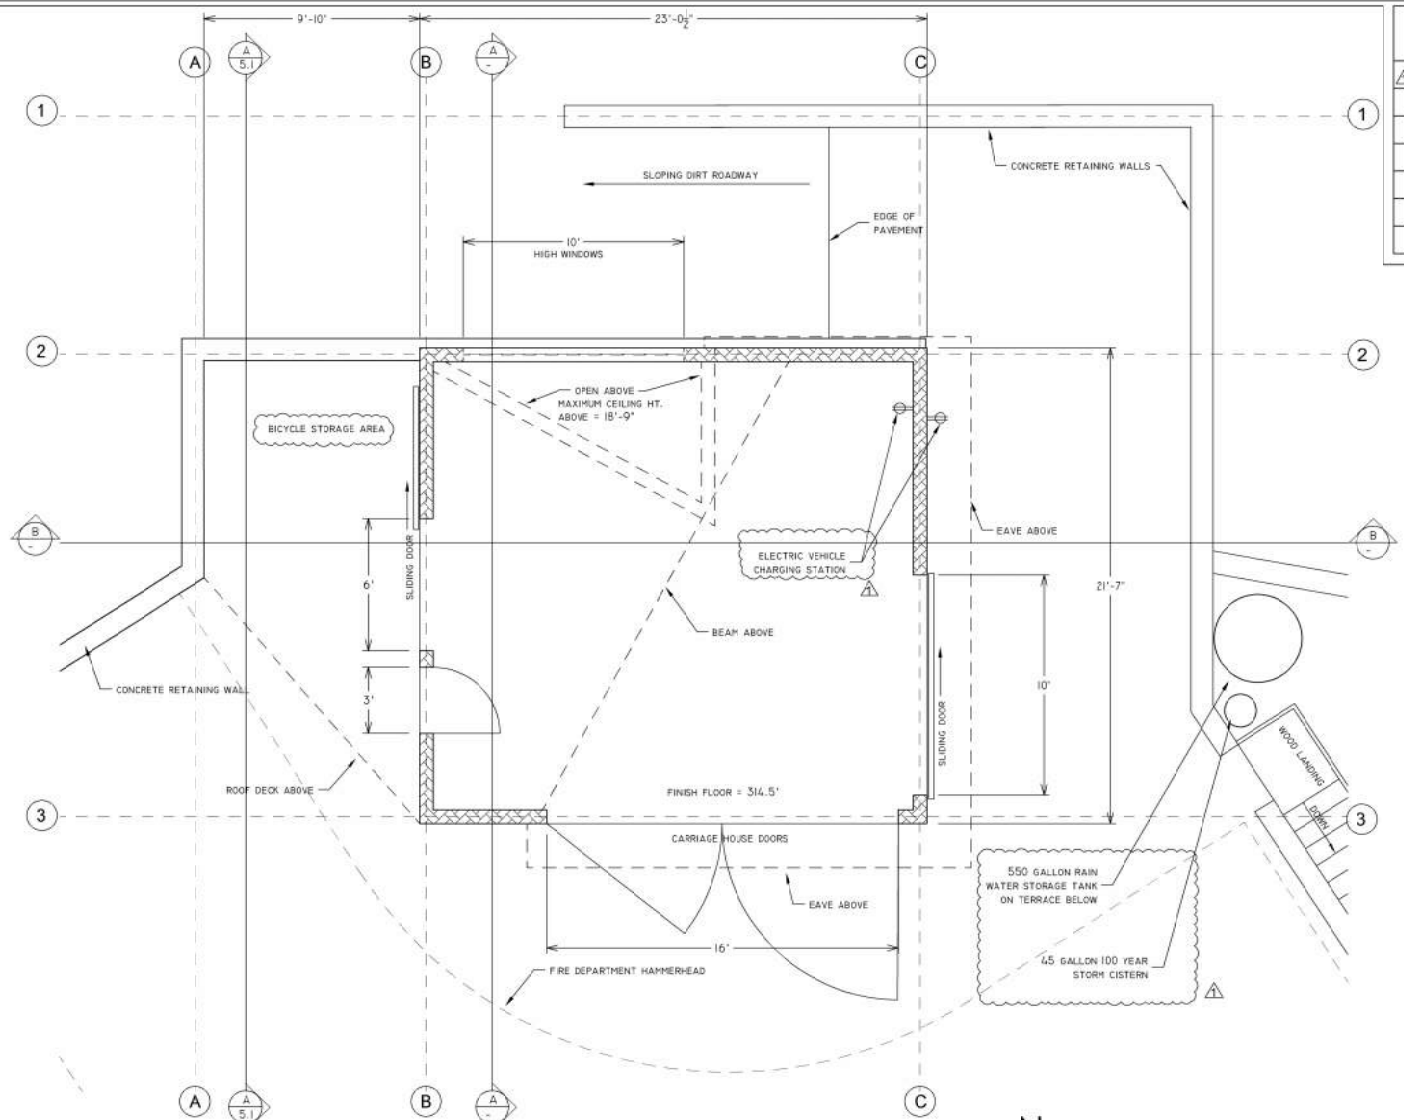 9'-10"
23'-0½"
A
A
5.1
B
A
-
C
1
1
SLOPING DIRT ROADWAY
CONCRETE RETAINING WALLS
EDGE OF
PAVEMENT
10'
HIGH WINDOWS
2
2
OPEN ABOVE
MAXIMUM CEILING HT.
ABOVE = 18'-9"
BICYCLE STORAGE AREA
B
-
EAVE ABOVE
B
-
ELECTRIC VEHICLE
CHARGING STATION
1
SLIDING DOOR
6'
21'-7"
BEAM ABOVE
CONCRETE RETAINING WAL
3'
10'
SLIDING DOOR
WOOD LANDING
ROOF DECK ABOVE
FINISH FLOOR = 314.5'
3
DOWN
3
CARRIAGE HOUSE DOORS
550 GALLON RAIN
WATER STORAGE TANK
ON TERRACE BELOW
EAVE ABOVE
16'
45 GALLON 100 YEAR
STORM CISTERN
FIRE DEPARTMENT HAMMERHEAD
1
A
A
5.1
B
A
-
C